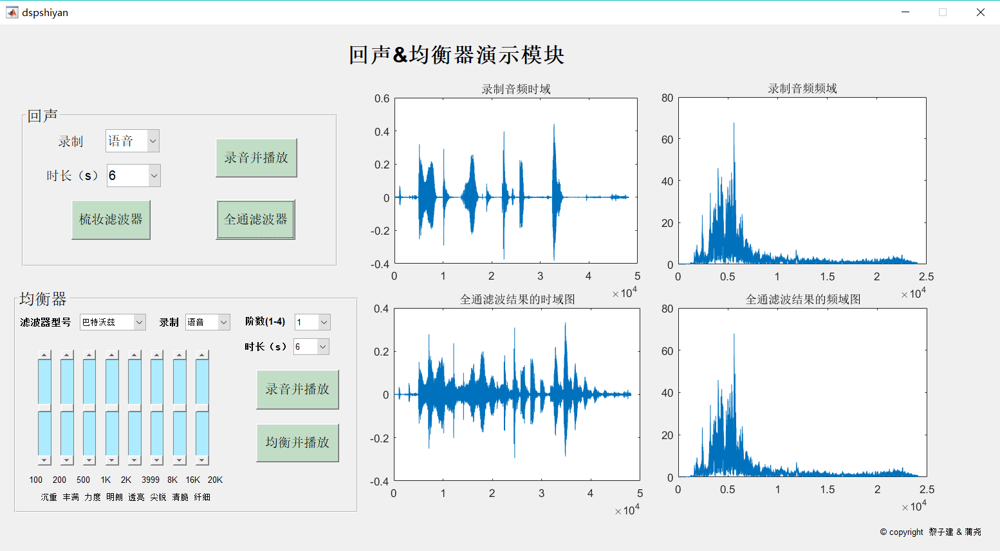 dspshiyan
回声&均衡器演示模块
回声
录制 语音
时长（s） 6
录音并播放
梳妆滤波器
全通滤波器
录制音频时域
0.6
0.4
0.2
0
-0.2
-0.4
0 1 2 3 4 5
×10^4
录制音频频域
80
60
40
20
0
0 0.5 1 1.5 2 2.5
×10^4
均衡器
滤波器型号 巴特沃兹 录制 语音 阶数(1-4) 1
时长（s） 6
录音并播放
均衡并播放
100 200 500 1K 2K 3999 8K 16K 20K
沉重 丰满 力度 明朗 透亮 尖锐 清脆 纤细
全通滤波结果的时域图
0.4
0.2
0
-0.2
-0.4
0 1 2 3 4 5
×10^4
全通滤波结果的频域图
80
60
40
20
0
0 0.5 1 1.5 2 2.5
×10^4
© copyright 黎子建 & 蒲尧